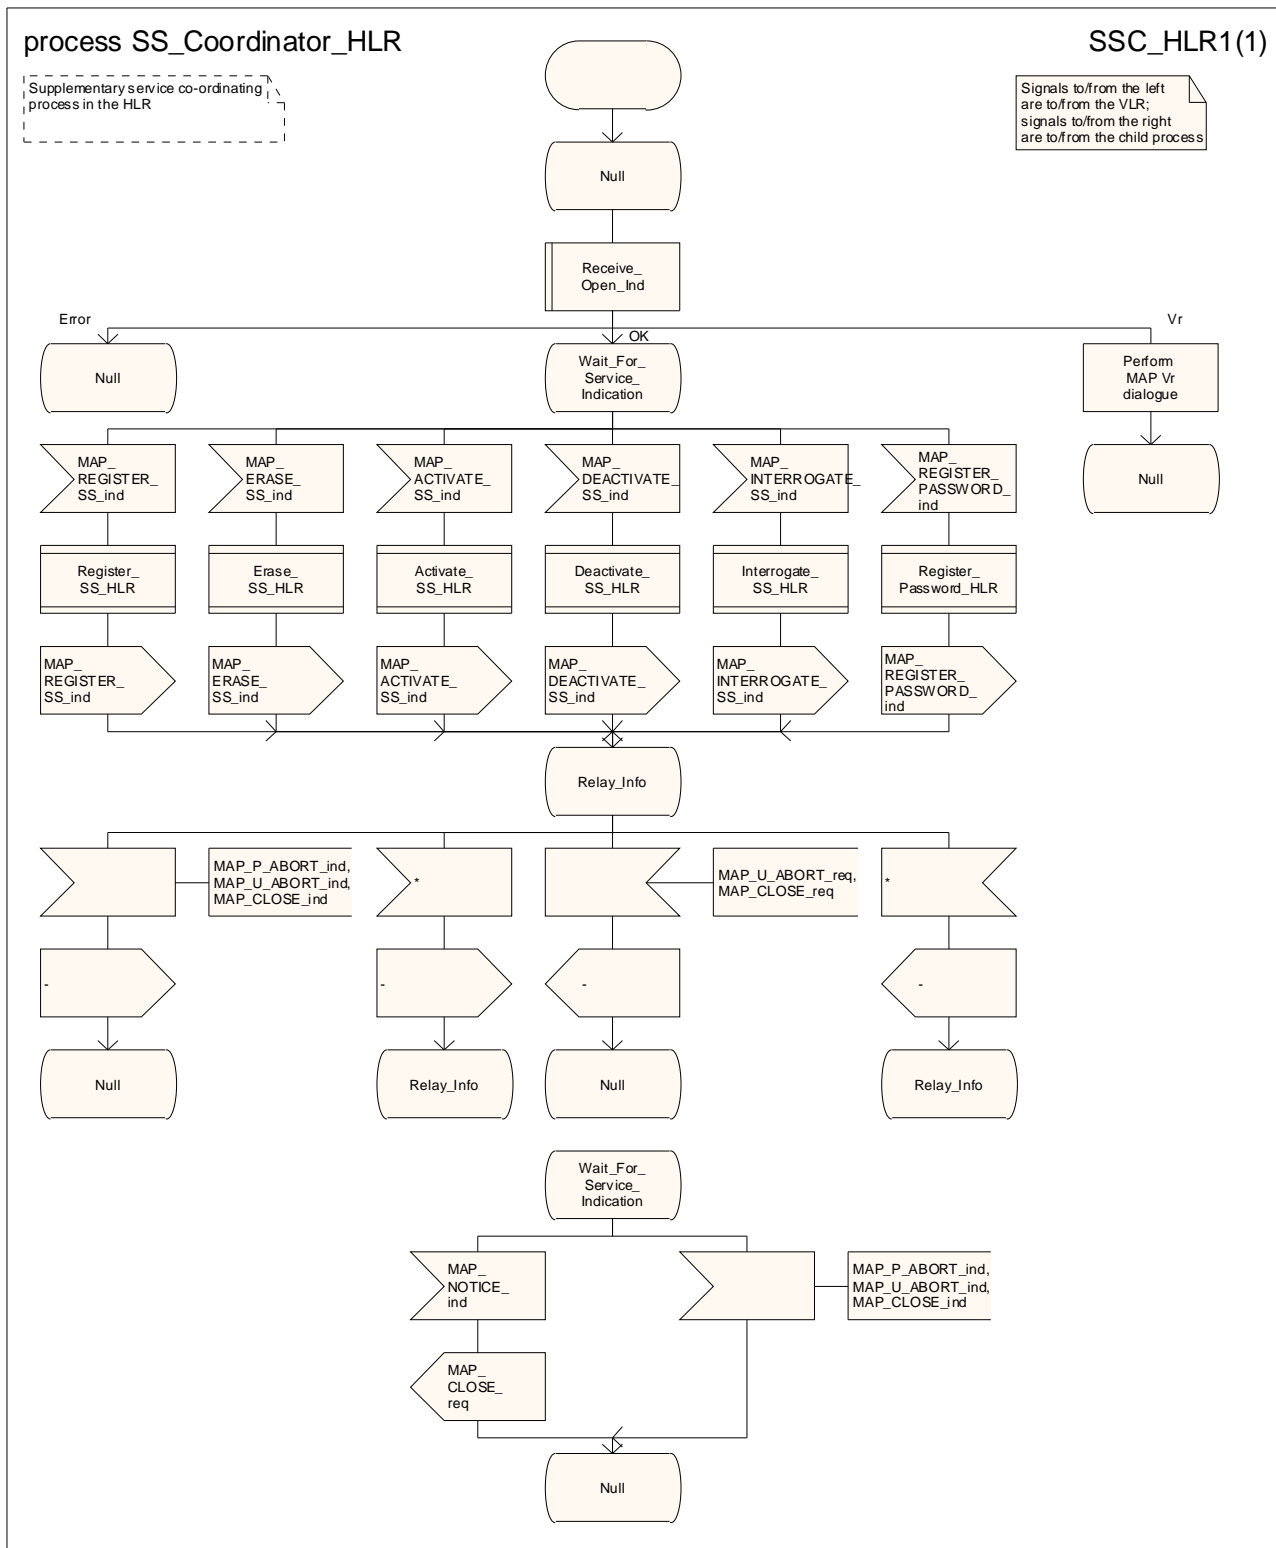 process SS_Coordinator_HLR
SSC_HLR1(1)
Supplementary service co-ordinating
process in the HLR
Signals to/from the left
are to/from the VLR;
signals to/from the right
are to/from the child process
Null
Receive_
Open_Ind
Error
OK
Vr
Null
Wait_For_
Service_
Indication
Perform
MAP Vr
dialogue
Null
MAP_
REGISTER_
SS_ind
MAP_
ERASE_
SS_ind
MAP_
ACTIVATE_
SS_ind
MAP_
DEACTIVATE_
SS_ind
MAP_
INTERROGATE_
SS_ind
MAP_
REGISTER_
PASSWORD_
ind
Register_
SS_HLR
Erase_
SS_HLR
Activate_
SS_HLR
Deactivate_
SS_HLR
Interrogate_
SS_HLR
Register_
Password_HLR
MAP_
REGISTER_
SS_ind
MAP_
ERASE_
SS_ind
MAP_
ACTIVATE_
SS_ind
MAP_
DEACTIVATE_
SS_ind
MAP_
INTERROGATE_
SS_ind
MAP_
REGISTER_
PASSWORD_
ind
Relay_Info
MAP_P_ABORT_ind,
MAP_U_ABORT_ind,
MAP_CLOSE_ind
*
MAP_U_ABORT_req,
MAP_CLOSE_req
*
-
-
-
-
Null
Relay_Info
Null
Relay_Info
Wait_For_
Service_
Indication
MAP_
NOTICE_
ind
MAP_P_ABORT_ind,
MAP_U_ABORT_ind,
MAP_CLOSE_ind
MAP_
CLOSE_
req
Null